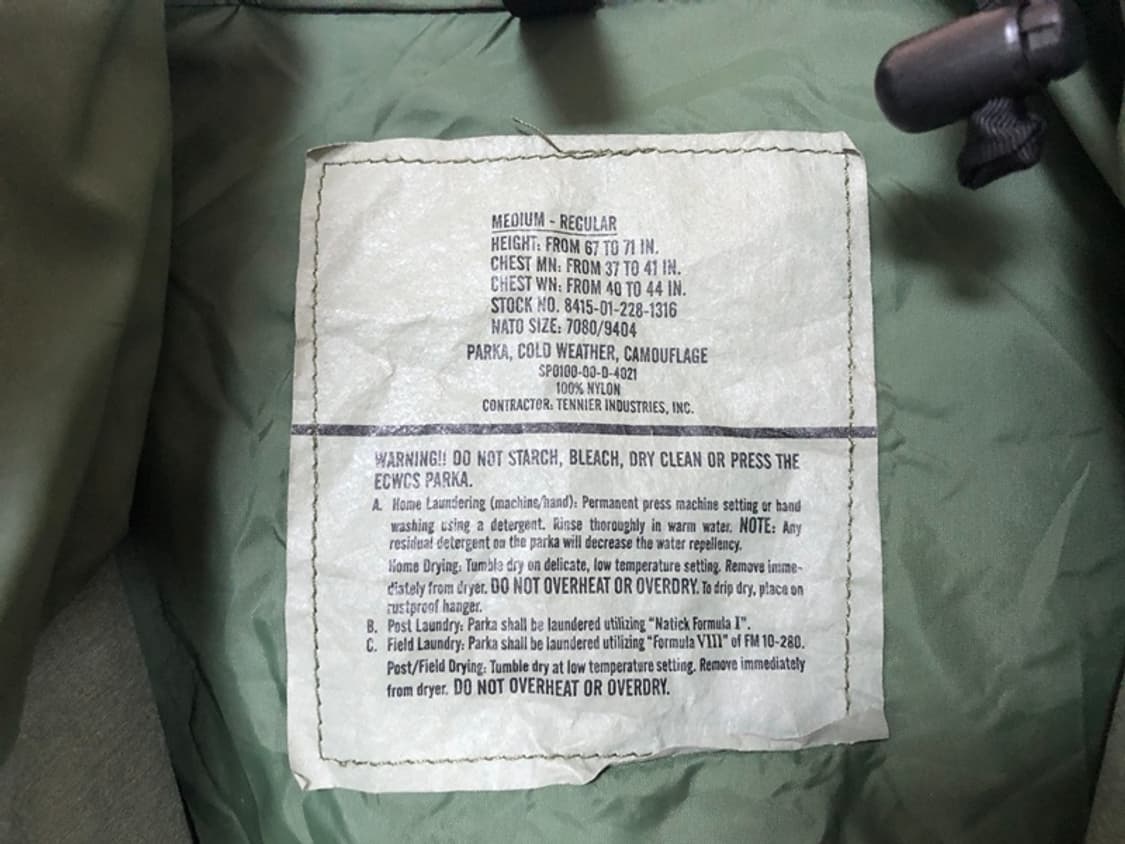 MEDIUM - REGULAR
HEIGHT: FROM 67 TO 71 IN.
CHEST MN: FROM 37 TO 41 IN.
CHEST WN: FROM 40 TO 44 IN.
STOCK NO. 8415-01-228-1316
NATO SIZE: 7080/9404
PARKA, COLD WEATHER, CAMOUFLAGE
SPO100-00-D-4021
100% NYLON
CONTRACTOR: TENNIER INDUSTRIES, INC.
WARNING!! DO NOT STARCH, BLEACH, DRY CLEAN OR PRESS THE
ECWCS PARKA.
A. Home Laundering (machine/hand): Permanent press machine setting or hand
washing using a detergent. Rinse thoroughly in warm water. NOTE: Any
residual detergent on the parka will decrease the water repellency.
Home Drying: Tumble dry on delicate, low temperature setting. Remove imme-
diately from dryer. DO NOT OVERHEAT OR OVERDRY. To drip dry, place on
rustproof hanger.
B. Post Laundry: Parka shall be laundered utilizing "Natick Formula I".
C. Field Laundry: Parka shall be laundered utilizing "Formula VIII" of FM 10-280.
Post/Field Drying: Tumble dry at low temperature setting. Remove immediately
from dryer. DO NOT OVERHEAT OR OVERDRY.